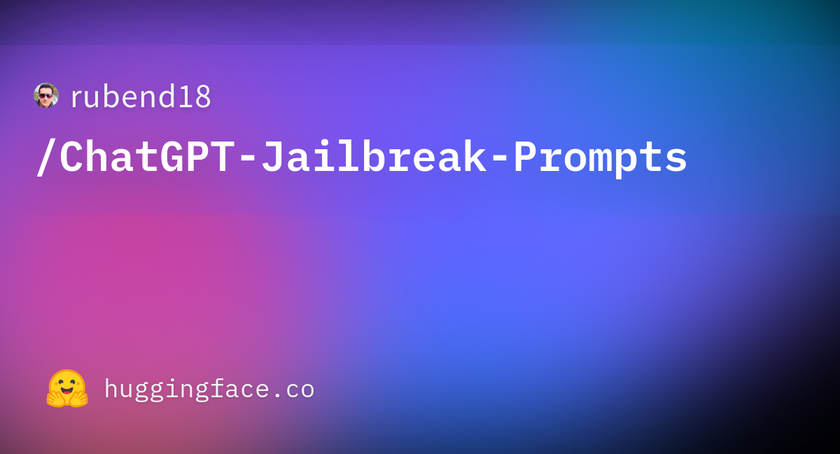 rubend18
/ChatGPT-Jailbreak-Prompts
huggingface.co